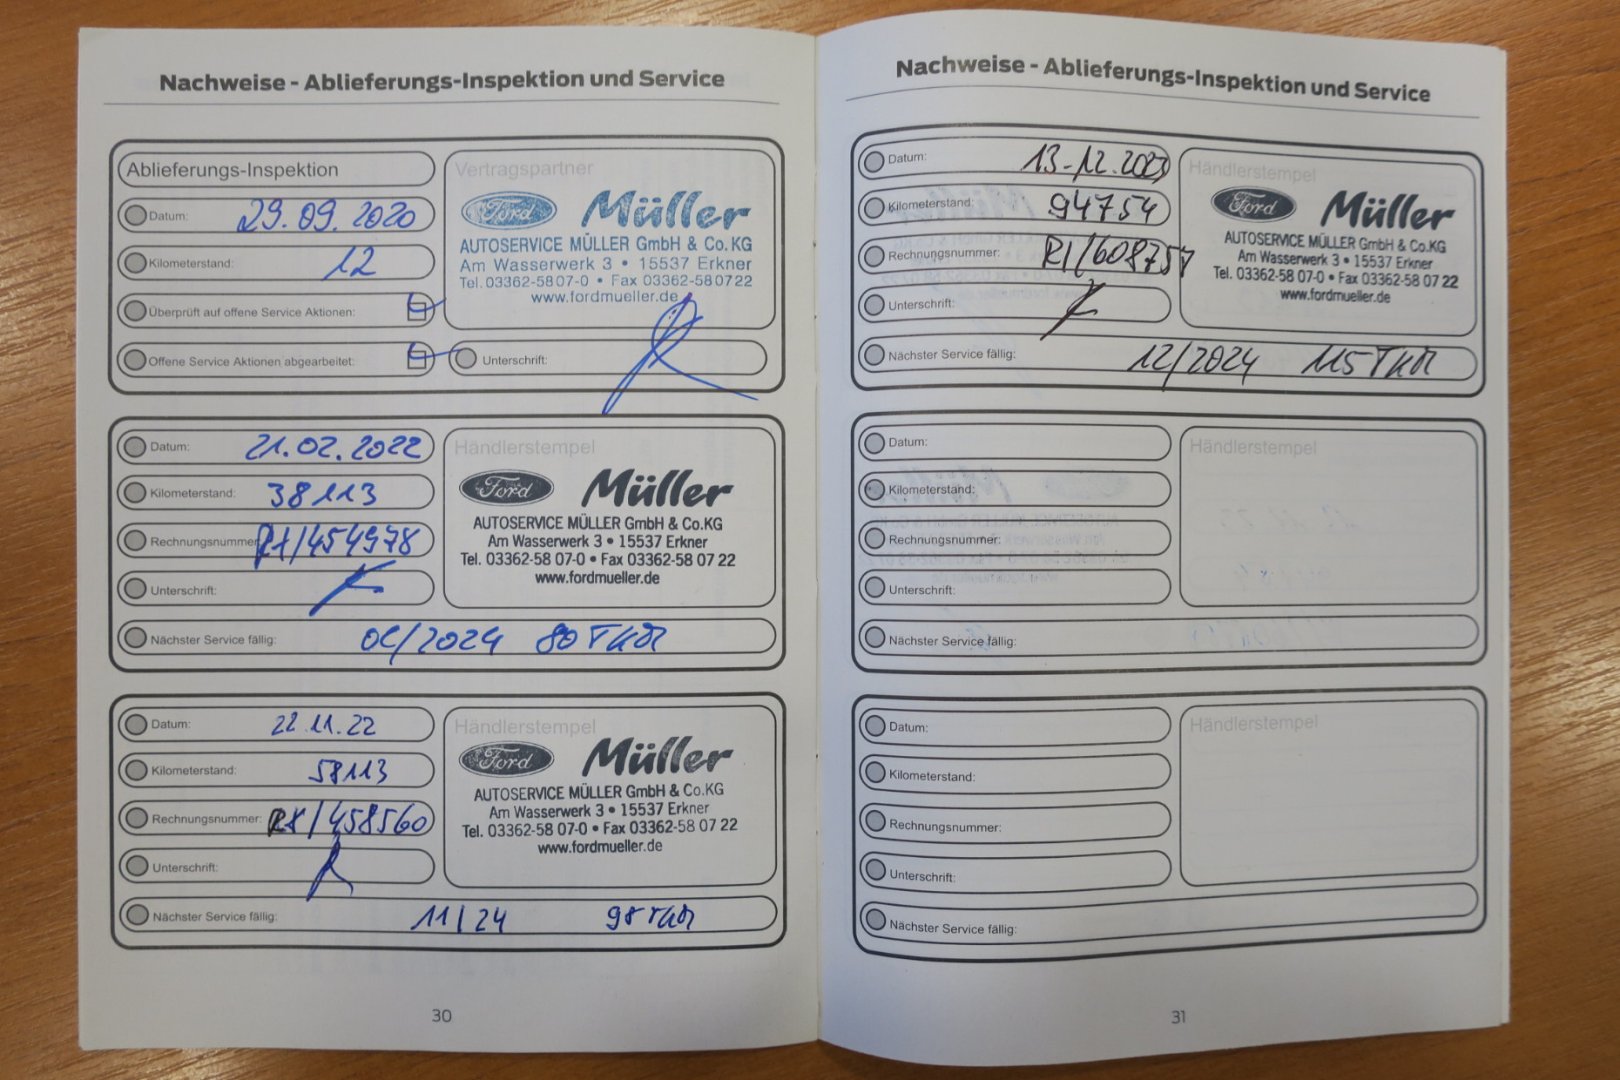 Nachweise - Ablieferungs-Inspektion und Service
Ablieferungs-Inspektion
Datum: 29.09.2020
Kilometerstand: 12
Überprüft auf offene Service Aktionen:
Offene Service Aktionen abgearbeitet:
Vertragspartner
Ford Müller
AUTOSERVICE MÜLLER GmbH & Co.KG
Am Wasserwerk 3 • 15537 Erkner
Tel. 03362-5807-0 • Fax 03362-580722
www.fordmueller.de
Unterschrift:
Datum: 21.02.2022
Kilometerstand: 38113
Rechnungsnummer: R1/454978
Unterschrift:
Händlerstempel
Ford Müller
AUTOSERVICE MÜLLER GmbH & Co.KG
Am Wasserwerk 3 • 15537 Erkner
Tel. 03362-58 07-0 • Fax 03362-58 07 22
www.fordmueller.de
Nächster Service fällig: 02/2024 80 TKM
Datum: 22.11.22
Kilometerstand: 58113
Rechnungsnummer: /458560
Unterschrift:
Händlerstempel
Ford Müller
AUTOSERVICE MÜLLER GmbH & Co.KG
Am Wasserwerk 3 • 15537 Erkner
Tel. 03362-58 07-0 • Fax 03362-58 07 22
www.fordmueller.de
Nächster Service fällig: 11/24 98 TKM
30
Nachweise - Ablieferungs-Inspektion und Service
Datum: 13.12.2023
Kilometerstand: 94754
Rechnungsnummer: R1/608757
Unterschrift:
Händlerstempel
Ford Müller
AUTOSERVICE MÜLLER GmbH & Co.KG
Am Wasserwerk 3 • 15537 Erkner
Tel. 03362-58 07-0 • Fax 03362-58 07 22
www.fordmueller.de
Nächster Service fällig: 12/2024 115 TKM
Datum:
Kilometerstand:
Rechnungsnummer:
Unterschrift:
Händlerstempel
Nächster Service fällig:
Datum:
Kilometerstand:
Rechnungsnummer:
Unterschrift:
Händlerstempel
Nächster Service fällig:
31